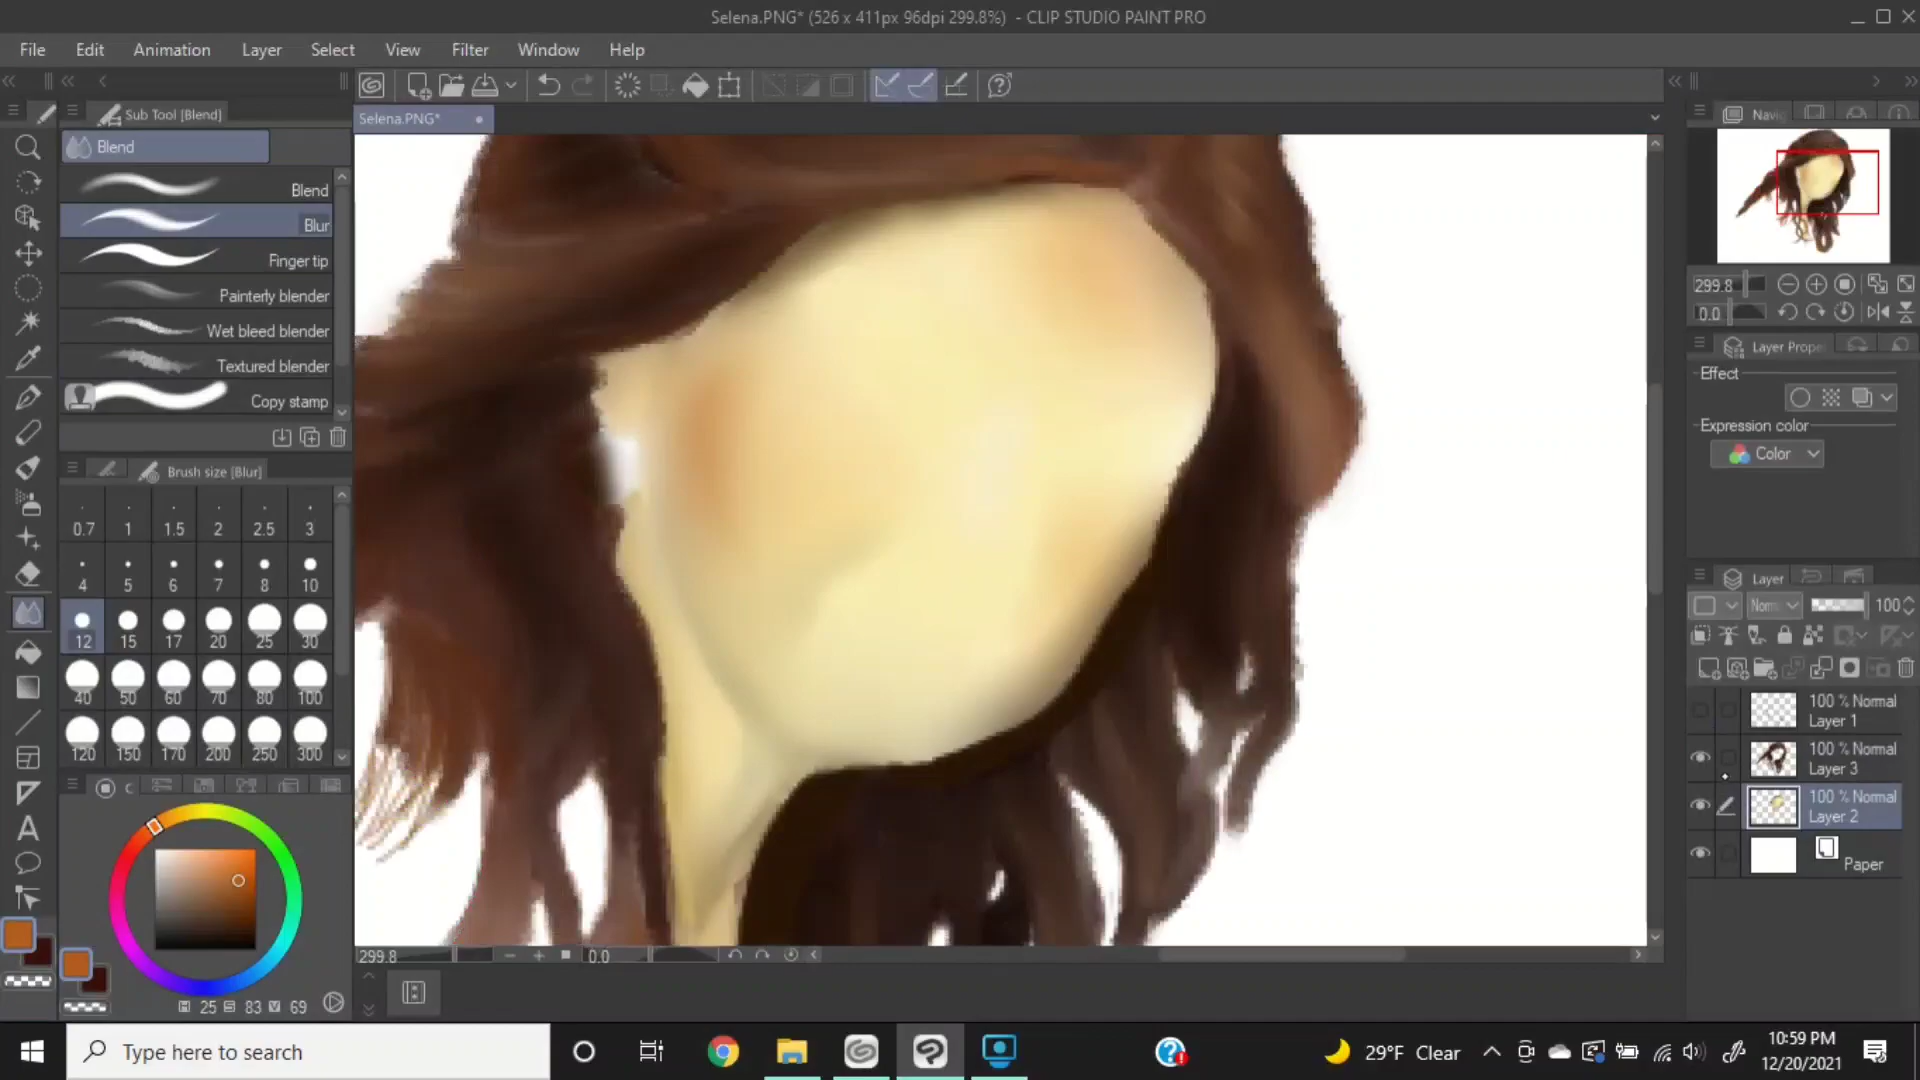 Selena.PNG* (526 x 411px 96dpi 299.8%) - CLIP STUDIO PAINT PRO
File Edit Animation Layer Select View Filter Window Help
Sub Tool [Blend]
Selena.PNG*
Navig
Blend
Blend
Blur
Finger tip
Painterly blender
Wet bleed blender
Textured blender
Copy stamp
Brush size [Blur]
0.7 1 1.5 2 2.5 3
4 5 6 7 8 10
12 15 17 20 25 30
40 50 60 70 80 100
120 150 170 200 250 300
25 83 69
299.8 0.0
299.8
0.0
Layer Prope
Effect
Expression color
Color
Layer
Norm 100
100 % Normal
Layer 1
100 % Normal
Layer 3
100 % Normal
Layer 2
Paper
Type here to search
29°F Clear
10:59 PM
12/20/2021